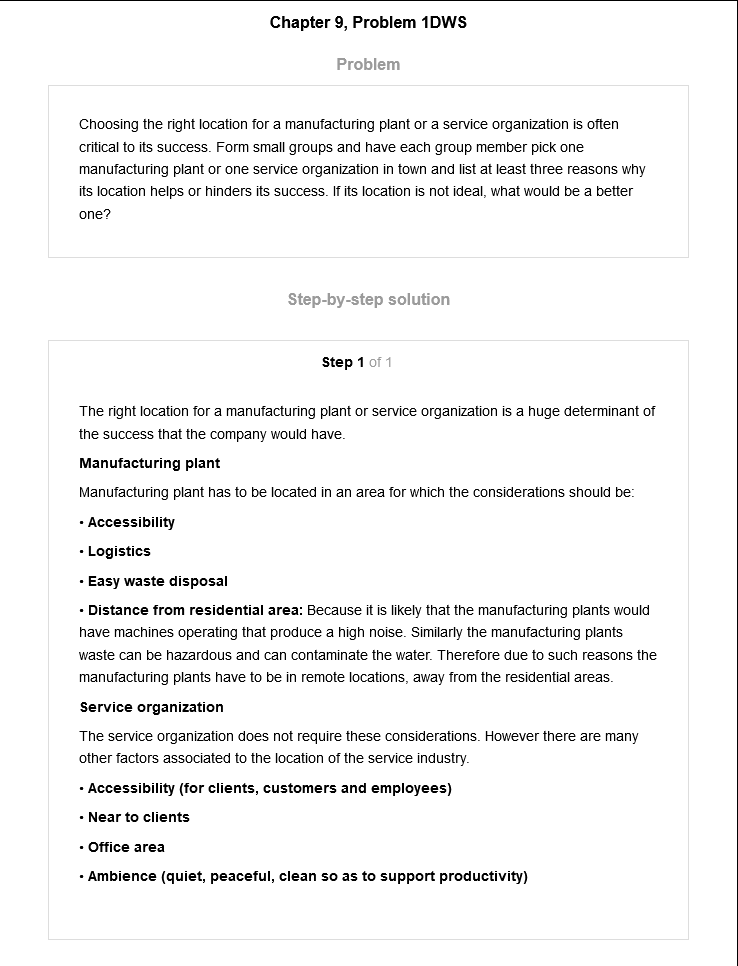 Chapter 9, Problem 1DWS
Problem
Choosing the right location for a manufacturing plant or a service organization is often
critical to its success. Form small groups and have each group member pick one
manufacturing plant or one service organization in town and list at least three reasons why
its location helps or hinders its success. If its location is not ideal, what would be a better
one?
Step-by-step solution
Step 1 of 1
The right location for a manufacturing plant or service organization is a huge determinant of
the success that the company would have.
Manufacturing plant
Manufacturing plant has to be located in an area for which the considerations should be:
• Accessibility
• Logistics
• Easy waste disposal
• Distance from residential area: Because it is likely that the manufacturing plants would
have machines operating that produce a high noise. Similarly the manufacturing plants
waste can be hazardous and can contaminate the water. Therefore due to such reasons the
manufacturing plants have to be in remote locations, away from the residential areas.
Service organization
The service organization does not require these considerations. However there are many
other factors associated to the location of the service industry.
• Accessibility (for clients, customers and employees)
• Near to clients
• Office area
• Ambience (quiet, peaceful, clean so as to support productivity)